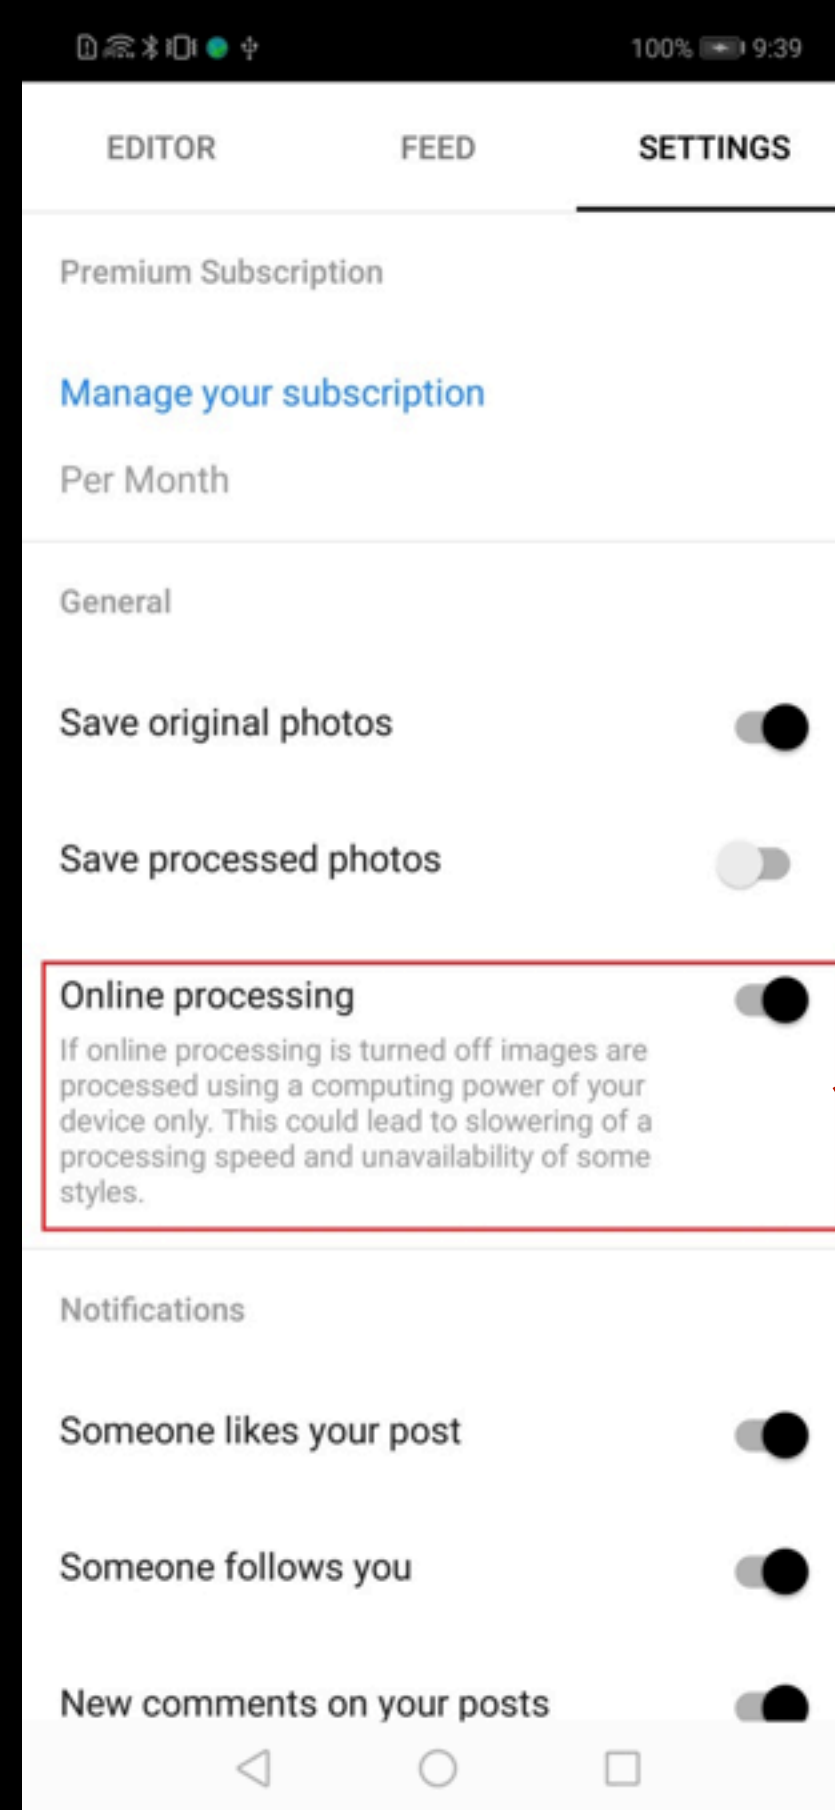 100% 9:39
EDITOR FEED SETTINGS
Premium Subscription
Manage your subscription
Per Month
General
Save original photos
Save processed photos
Online processing
If online processing is turned off images are
processed using a computing power of your
device only. This could lead to slowering of a
processing speed and unavailability of some
styles.
Notifications
Someone likes your post
Someone follows you
New comments on your posts